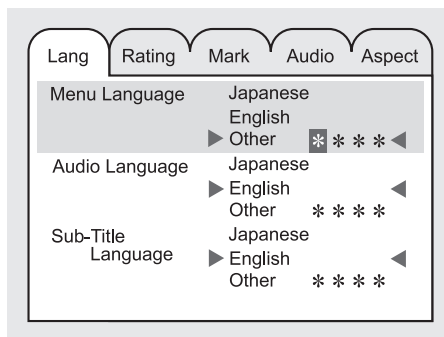 Lang Rating Mark Audio Aspect
Menu Language Japanese
English
Other * * * *
Audio Language Japanese
English
Other * * * *
Sub-Title Japanese
Language English
Other * * * *